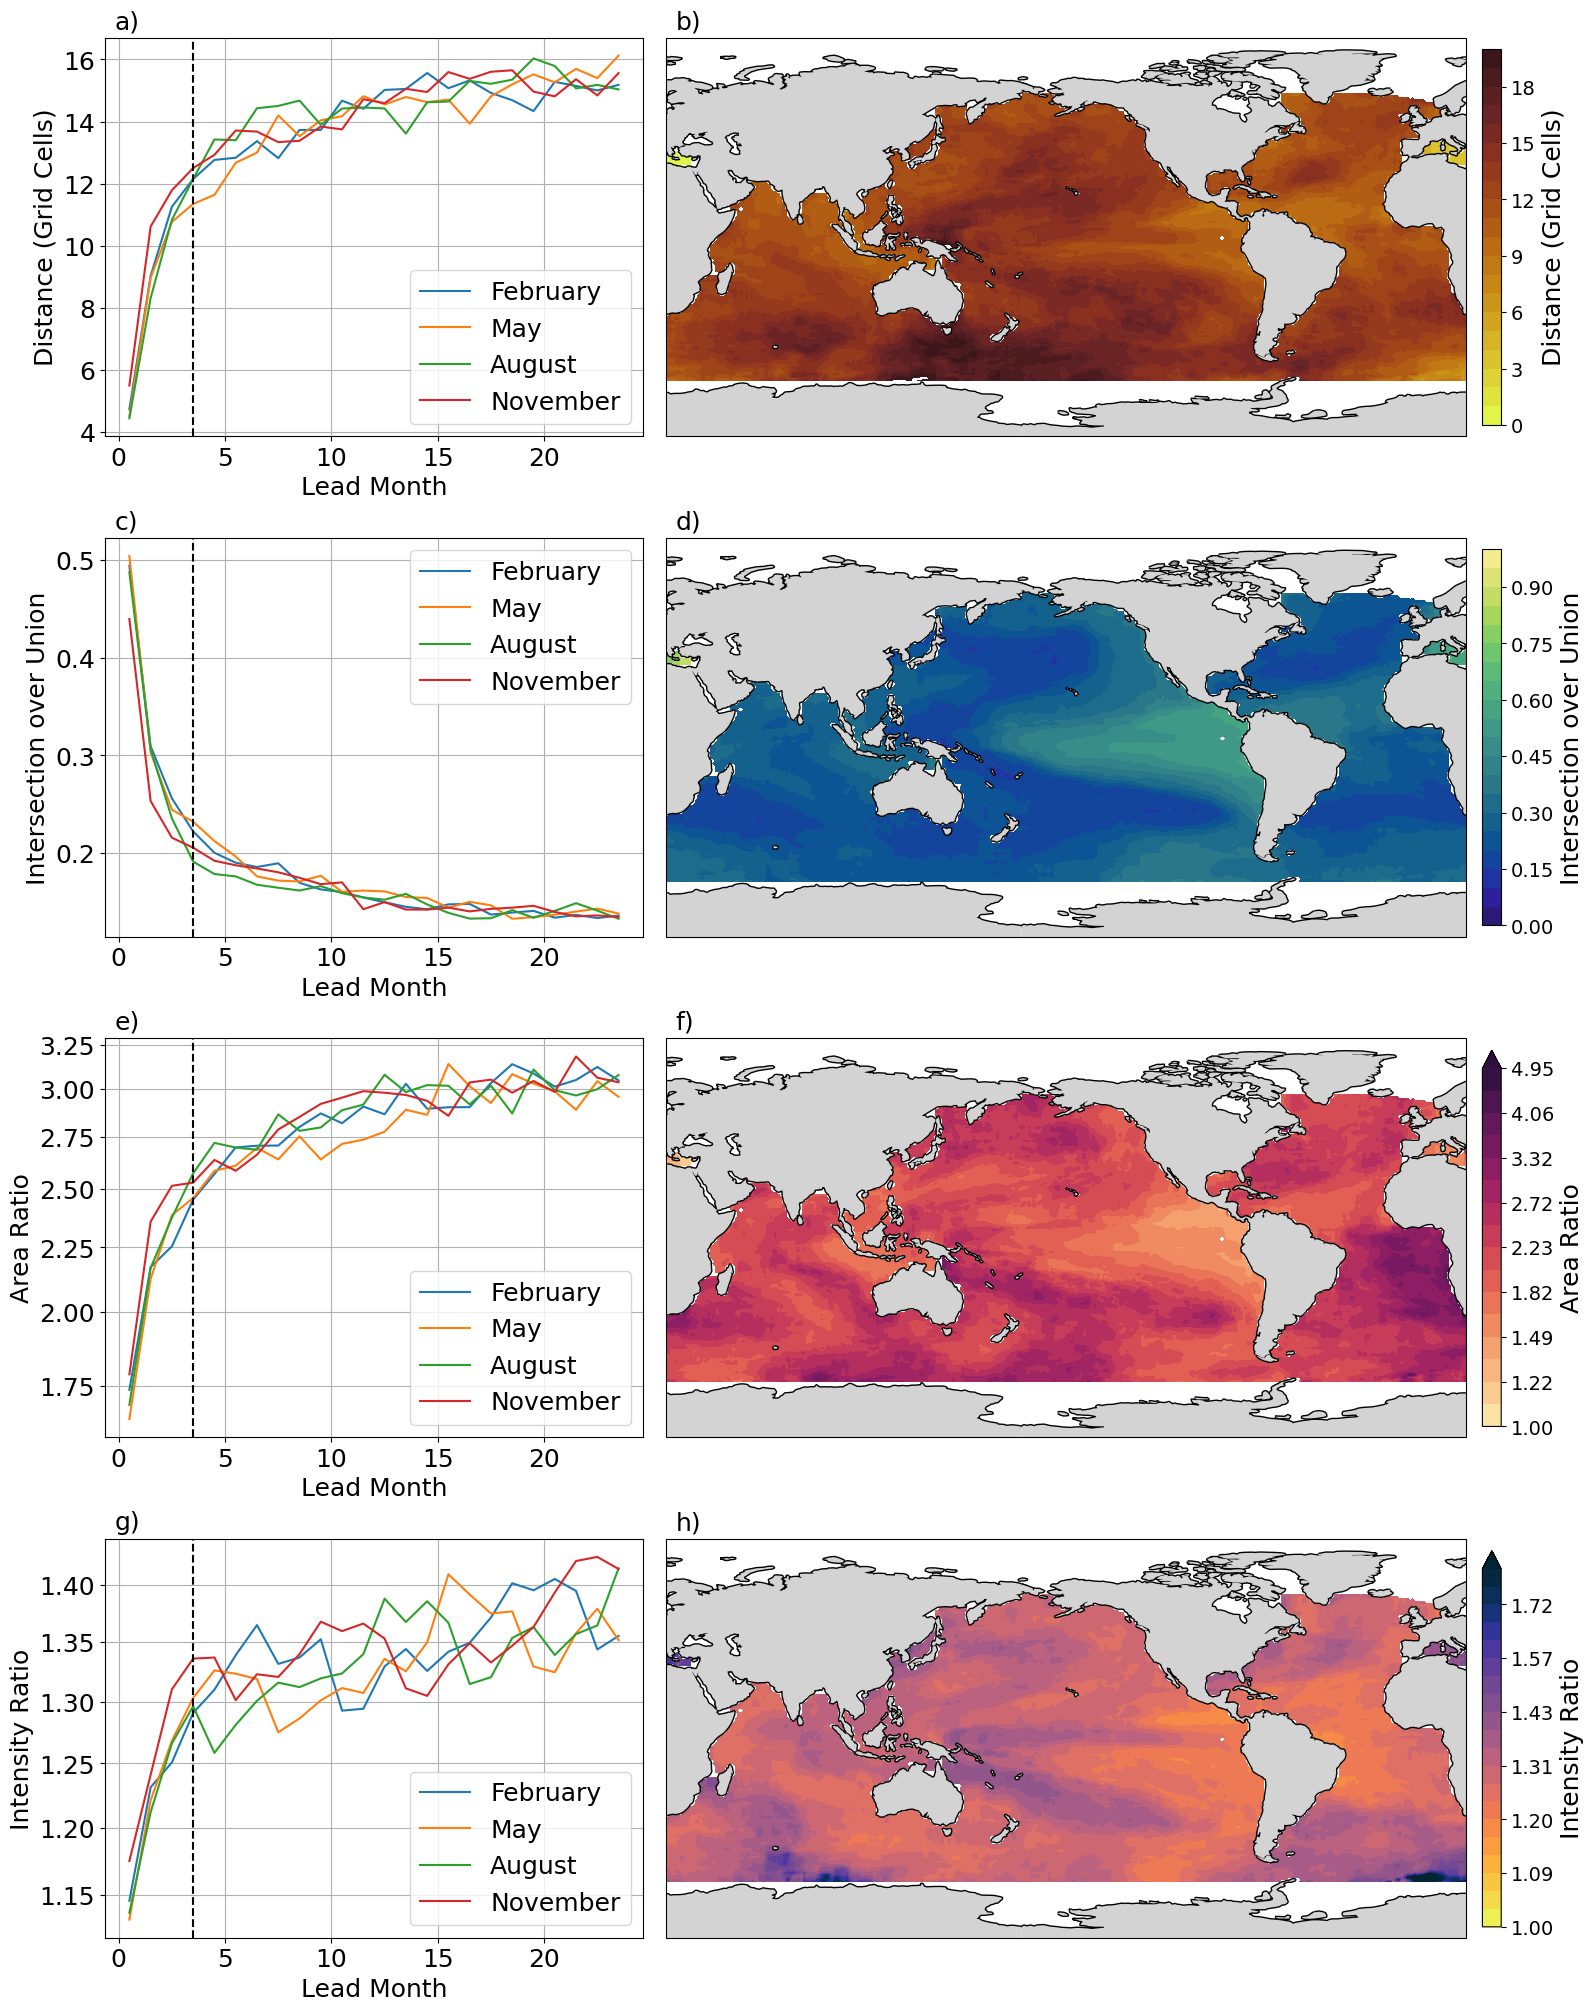 a)
16
14
12
10
8
6
4
Distance (Grid Cells)
February
May
August
November
0 5 10 15 20
Lead Month
b)
18
15
12
9
6
3
0
Distance (Grid Cells)
c)
0.5
0.4
0.3
0.2
Intersection over Union
February
May
August
November
0 5 10 15 20
Lead Month
d)
0.90
0.75
0.60
0.45
0.30
0.15
0.00
Intersection over Union
e)
3.25
3.00
2.75
2.50
2.25
2.00
1.75
Area Ratio
February
May
August
November
0 5 10 15 20
Lead Month
f)
4.95
4.06
3.32
2.72
2.23
1.82
1.49
1.22
1.00
Area Ratio
g)
1.40
1.35
1.30
1.25
1.20
1.15
Intensity Ratio
February
May
August
November
0 5 10 15 20
Lead Month
h)
1.72
1.57
1.43
1.31
1.20
1.09
1.00
Intensity Ratio